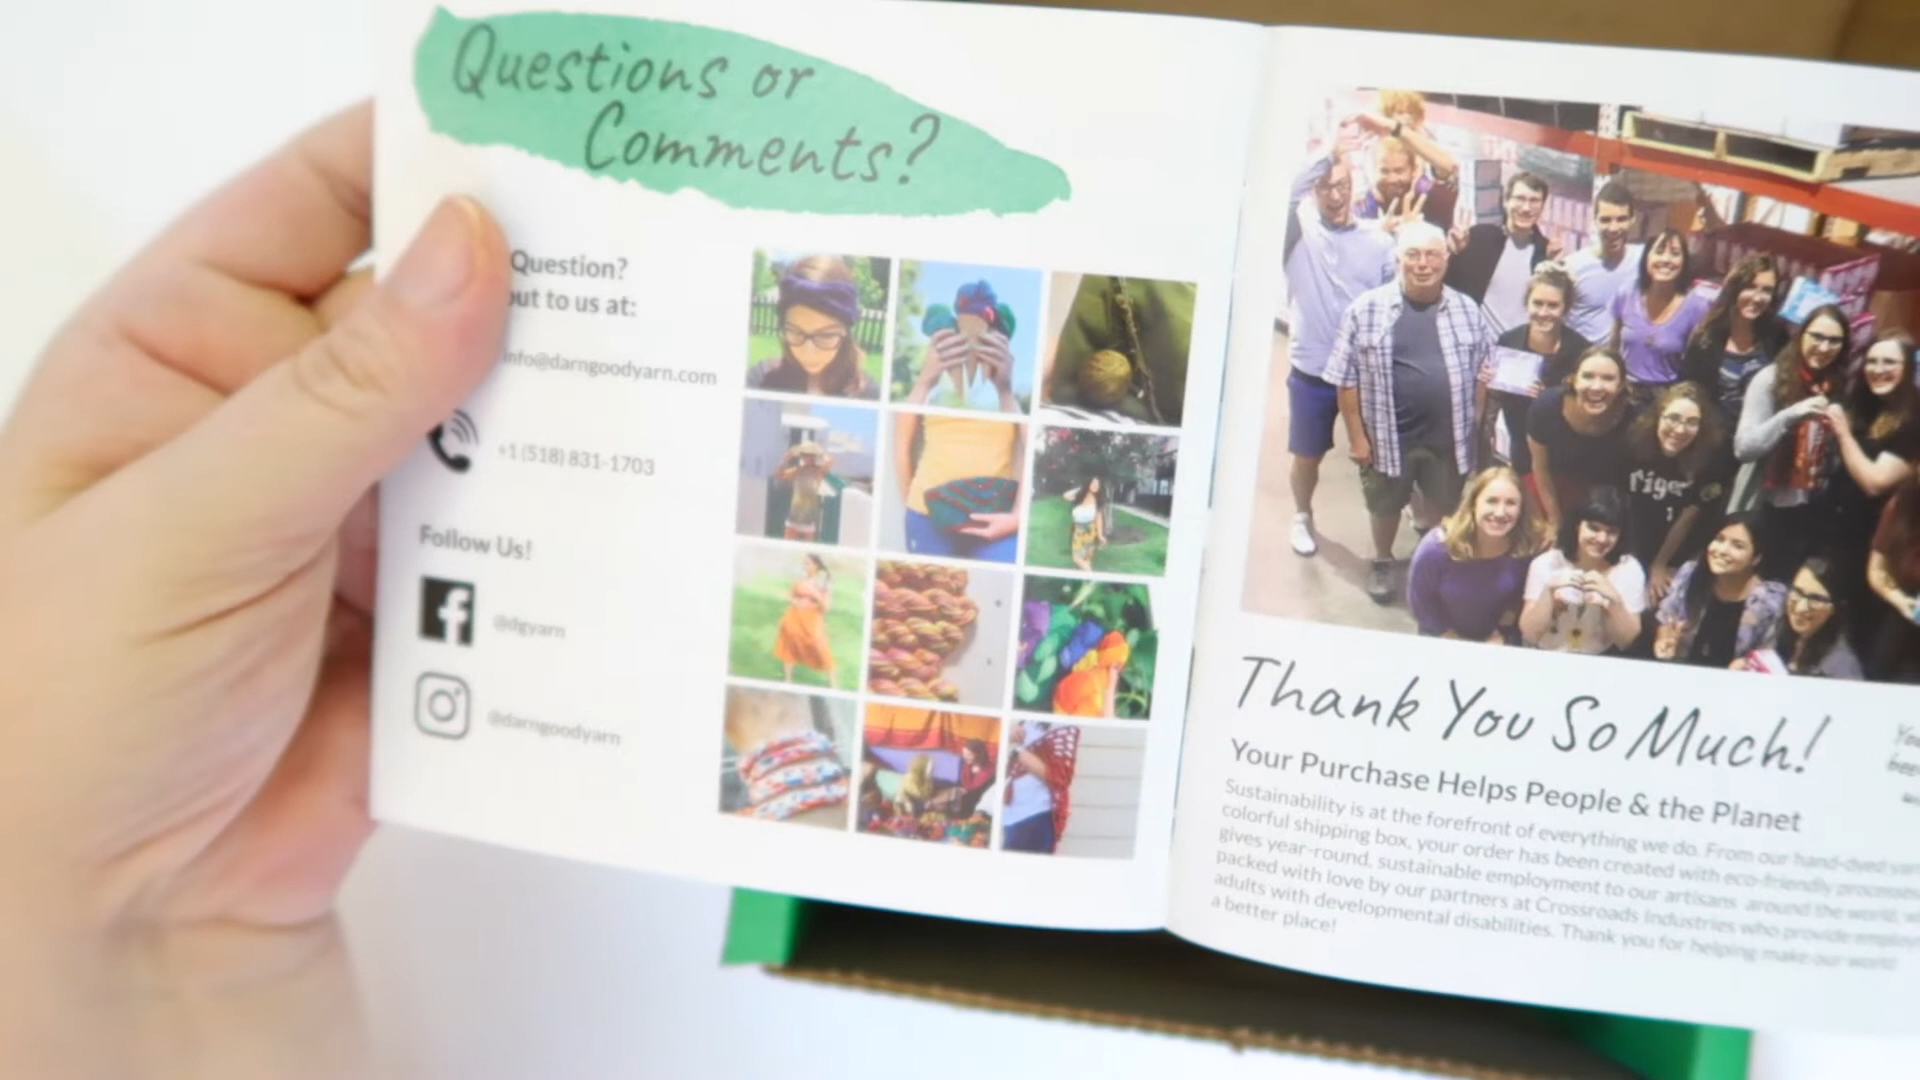 Questions or
Comments?
Question?
out to us at:
info@darngoodyarn.com
+1 (518) 831-1703
Follow Us!
@dgyarn
@darngoodyarn
Tiger
Thank You So Much!
Your Purchase Helps People & the Planet
Sustainability is at the forefront of everything we do. From our hand-dyed
colorful shipping box, your order has been created with eco-friendly
gives year-round, sustainable employment to our artisans around the world,
packed with love by our partners at Crossroads Industries who provide
adults with developmental disabilities. Thank you for helping make our world
a better place!